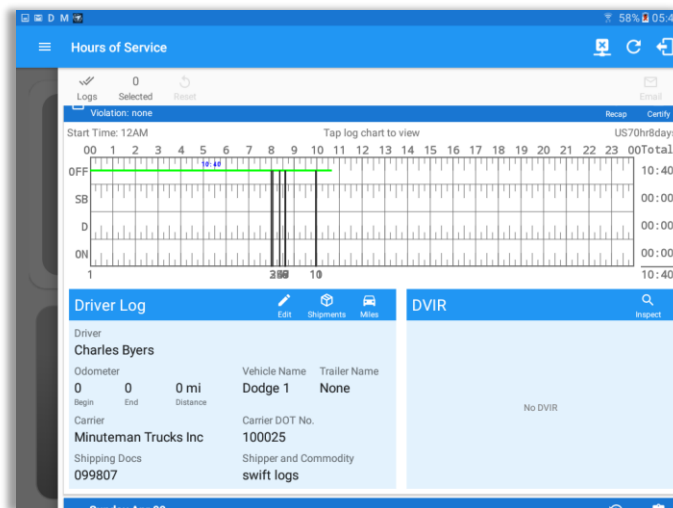 D M 58% 05:4
Hours of Service
Logs
0
Selected
Reset
Email
Violation: none
Recap Certify
Start Time: 12AM Tap log chart to view US70hr8days
00 1 2 3 4 5 6 7 8 9 10 11 12 13 14 15 16 17 18 19 20 21 22 23 00Total
10:40
OFF 10:40
SB 00:00
D 00:00
ON 00:00
1 10 10:40
Driver Log
Edit Shipments Miles
Driver
Charles Byers
Odometer Vehicle Name Trailer Name
0 0 0 mi Dodge 1 None
Begin End Distance
Carrier Carrier DOT No.
Minuteman Trucks Inc 100025
Shipping Docs Shipper and Commodity
099807 swift logs
DVIR
Inspect
No DVIR